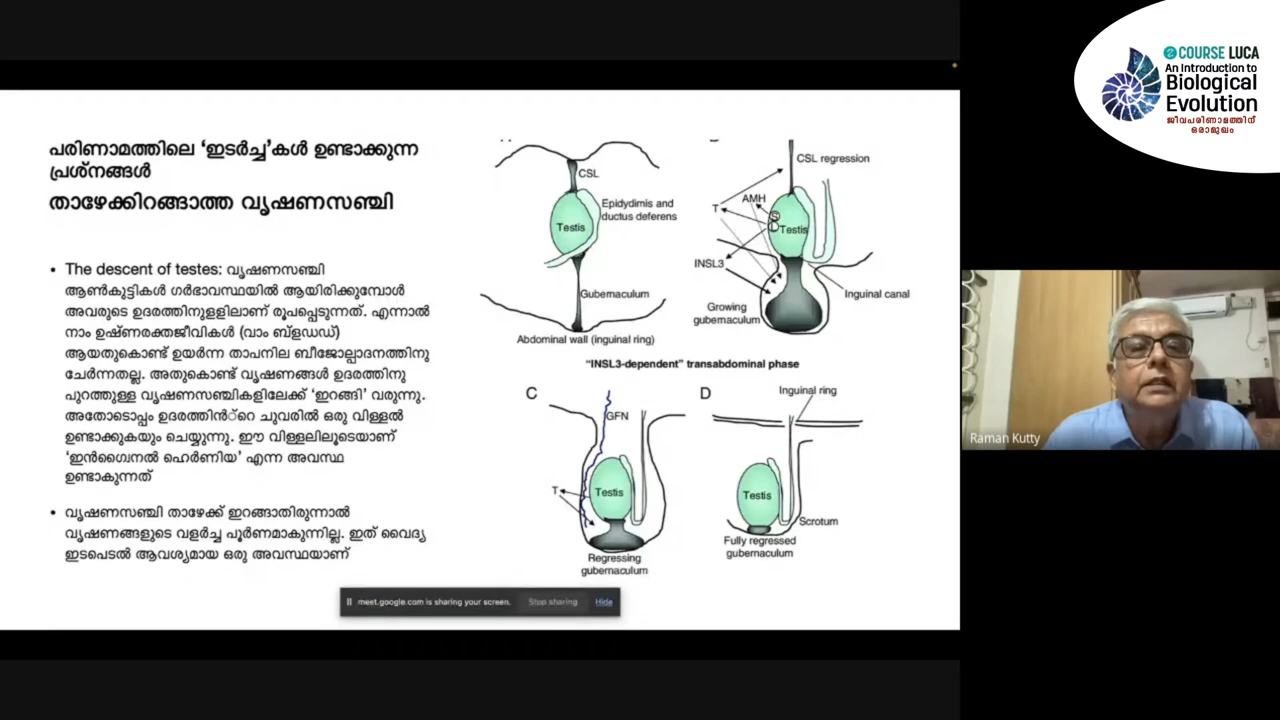 COURSE LUCA
An Introduction to
Biological
Evolution
ജീവപരിണാമത്തിന്
ഒരാമുഖം
പരിണാമത്തിലെ ‘ഇടർച്ച’കൾ ഉണ്ടാക്കുന്ന
പ്രശ്നങ്ങൾ
താഴേക്കിറങ്ങാത്ത വൃഷണസഞ്ചി
• The descent of testes: വൃഷണസഞ്ചി
ആൺകുട്ടികൾ ഗർഭാവസ്ഥയിൽ ആയിരിക്കുമ്പോൾ
അവരുടെ ഉദരത്തിനുളളിലാണ് രൂപപ്പെടുന്നത്. എന്നാൽ
നാം ഉഷ്ണരക്തജീവികൾ (വാം ബ്ളഡഡ്)
ആയതുകൊണ്ട് ഉയർന്ന താപനില ബീജോല്പാദനത്തിനു
ചേർന്നതല്ല. അതുകൊണ്ട് വൃഷണങ്ങൾ ഉദരത്തിനു
പുറത്തുള്ള വൃഷണസഞ്ചികളിലേക്ക് ‘ഇറങ്ങി’ വരുന്നു.
അതോടൊപ്പം ഉദരത്തിൻ്റെ ചുവരിൽ ഒരു വിള്ളൽ
ഉണ്ടാക്കുകയും ചെയ്യുന്നു. ഈ വിള്ളലിലൂടെയാണ്
‘ഇൻഗ്വൈനൽ ഹെർണിയ’ എന്ന അവസ്ഥ
ഉണ്ടാകുന്നത്
• വൃഷണസഞ്ചി താഴേക്ക് ഇറങ്ങാതിരുന്നാൽ
വൃഷണങ്ങളുടെ വളർച്ച പൂർണമാകുന്നില്ല. ഇത് വൈദ്യ
ഇടപെടൽ ആവശ്യമായ ഒരു അവസ്ഥയാണ്
CSL
Epididymis and
ductus deferens
Testis
Gubernaculum
Abdominal wall (inguinal ring)
CSL regression
AMH
T
S
L
Testis
INSL3
Inguinal canal
Growing
gubernaculum
“INSL3-dependent” transabdominal phase
C
GFN
T
Testis
Regressing
gubernaculum
D
Inguinal ring
Testis
Scrotum
Fully regressed
gubernaculum
meet.google.com is sharing your screen.
Stop sharing
Hide
Raman Kutty